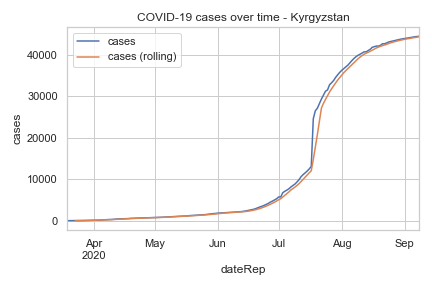 COVID-19 cases over time - Kyrgyzstan
cases
cases (rolling)
40000
30000
20000
10000
0
cases
Apr
2020
May
Jun
Jul
Aug
Sep
dateRep